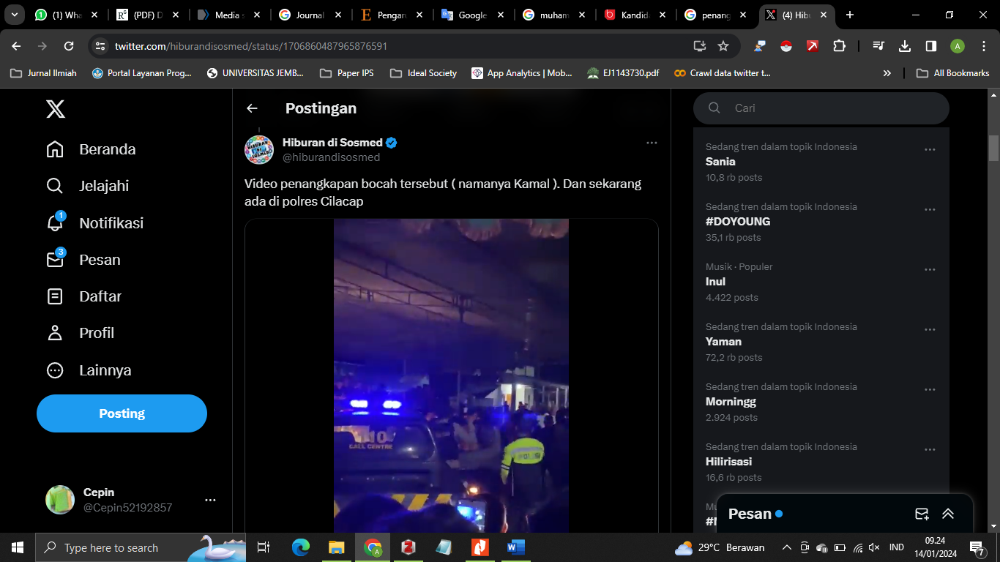 (1) Wha
(PDF) D
Media s
Journal
Pengaru
Google
muham
Kandida
penang
(4) Hibu
twitter.com/hiburandisosmed/status/1706860487965876591
Jurnal Ilmiah
Portal Layanan Prog...
UNIVERSITAS JEMB...
Paper IPS
Ideal Society
App Analytics | Mob...
EJ1143730.pdf
Crawl data twitter t...
All Bookmarks
Beranda
Jelajahi
1
Notifikasi
3
Pesan
Daftar
Profil
Lainnya
Posting
Cepin
@Cepin52192857
Postingan
Hiburan di Sosmed
@hiburandisosmed
Video penangkapan bocah tersebut ( namanya Kamal ). Dan sekarang
ada di polres Cilacap
110
CALL CENTRE
POLISI
Cari
Sedang tren dalam topik Indonesia
Sania
10,8 rb posts
Sedang tren dalam topik Indonesia
#DOYOUNG
35,1 rb posts
Musik · Populer
Inul
4.422 posts
Sedang tren dalam topik Indonesia
Yaman
72,2 rb posts
Sedang tren dalam topik Indonesia
Morningg
2.924 posts
Sedang tren dalam topik Indonesia
Hilirisasi
16,6 rb posts
Pesan
Type here to search
29°C Berawan
IND
09.24
14/01/2024
7